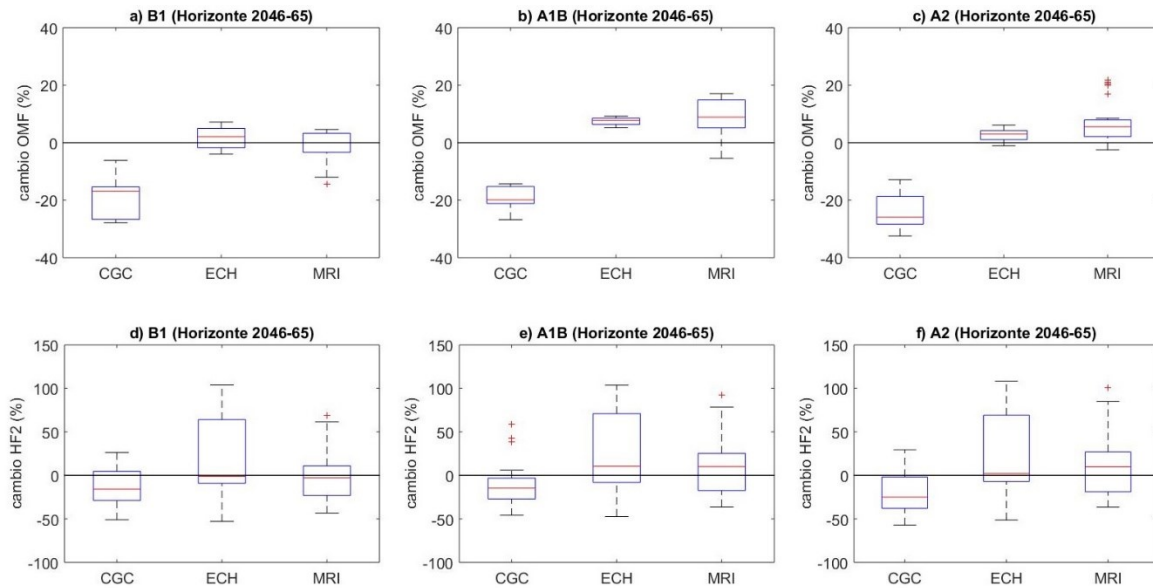 a) B1 (Horizonte 2046-65)
cambio OMF (%)
40
20
0
-20
-40
CGC ECH MRI
b) A1B (Horizonte 2046-65)
cambio OMF (%)
40
20
0
-20
-40
CGC ECH MRI
c) A2 (Horizonte 2046-65)
cambio OMF (%)
40
20
0
-20
-40
CGC ECH MRI
d) B1 (Horizonte 2046-65)
cambio HF2 (%)
150
100
50
0
-50
-100
CGC ECH MRI
e) A1B (Horizonte 2046-65)
cambio HF2 (%)
150
100
50
0
-50
-100
CGC ECH MRI
f) A2 (Horizonte 2046-65)
cambio HF2 (%)
150
100
50
0
-50
-100
CGC ECH MRI